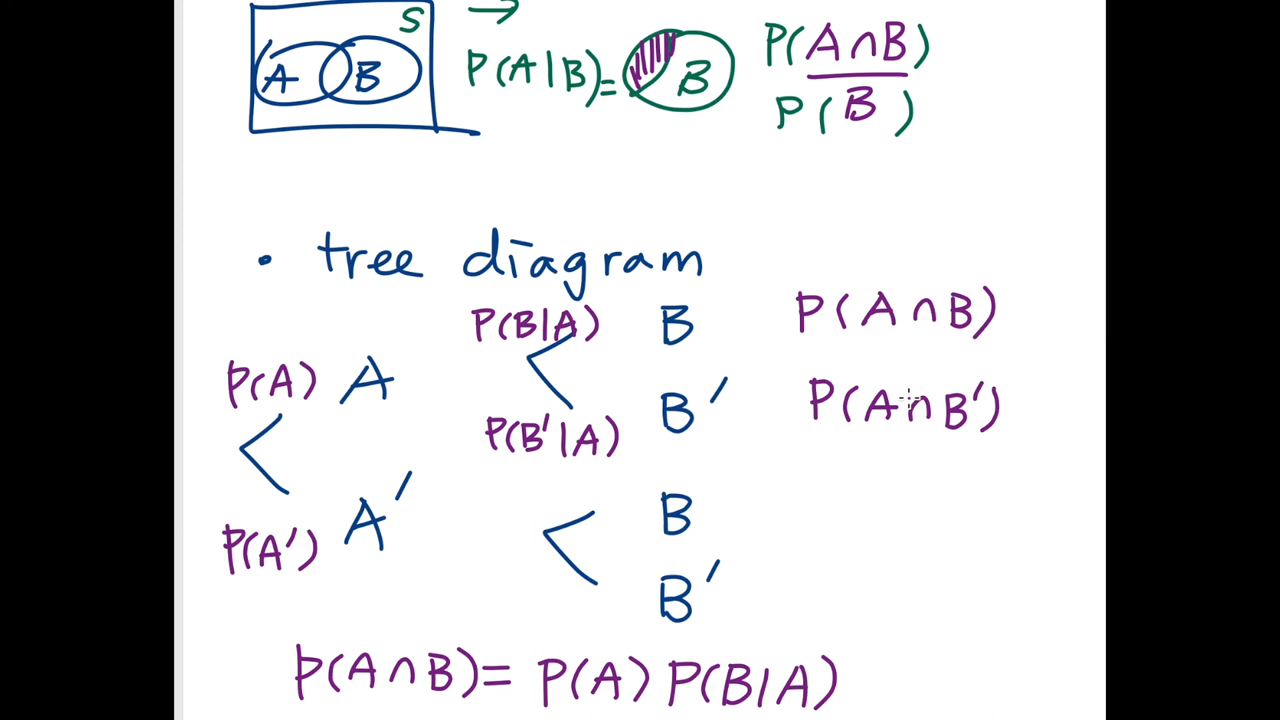 S
A B
P(A|B)= B P(A∩B)
P(B)
• tree diagram
P(B|A) B P(A∩B)
P(A) A
B′ P(A∩B′)
P(B′|A)
P(A′) A′ B
B′
P(A∩B)= P(A) P(B|A)